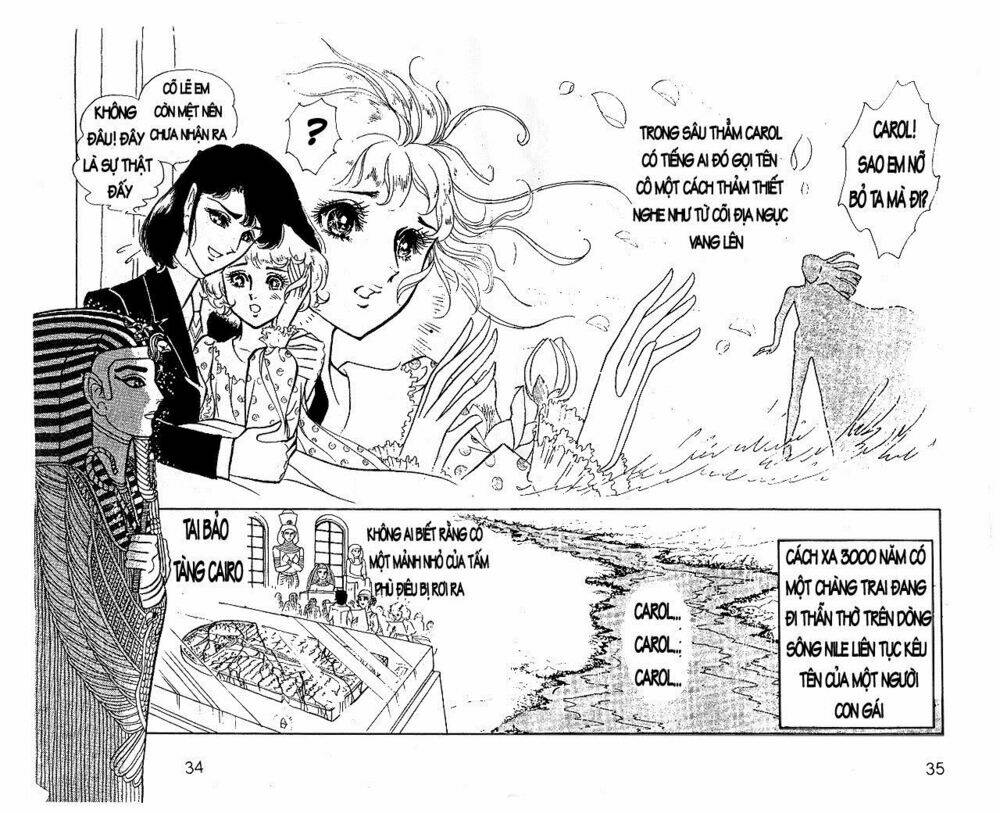 CÕ LẼ EM
CÒN MỆT NÊN
CHƯA NHẬN RA
KHÔNG
ĐÂU! ĐÂY
LÀ SỰ THẬT
ĐẤY
?
TRONG SÂU THẲM CAROL
CÓ TIẾNG AI ĐÓ GỌI TÊN
CÔ MỘT CÁCH THẢM THIẾT
NGHE NHƯ TỪ CÕI ĐỊA NGỤC
VANG LÊN
CAROL!
SAO EM NỠ
BỎ TA MÀ ĐI?
TAI BẢO
TÀNG CAIRO
KHÔNG AI BIẾT RẰNG CÓ
MỘT MẢNH NHỎ CỦA TẤM
PHÙ ĐIÊU BỊ RƠI RA
CAROL...
CAROL...
CAROL...
CÁCH XA 3000 NĂM CÓ
MỘT CHÀNG TRAI ĐANG
ĐI THẨN THỜ TRÊN DÒNG
SÔNG NILE LIÊN TỤC KÊU
TÊN CỦA MỘT NGƯỜI
CON GÁI
34
35